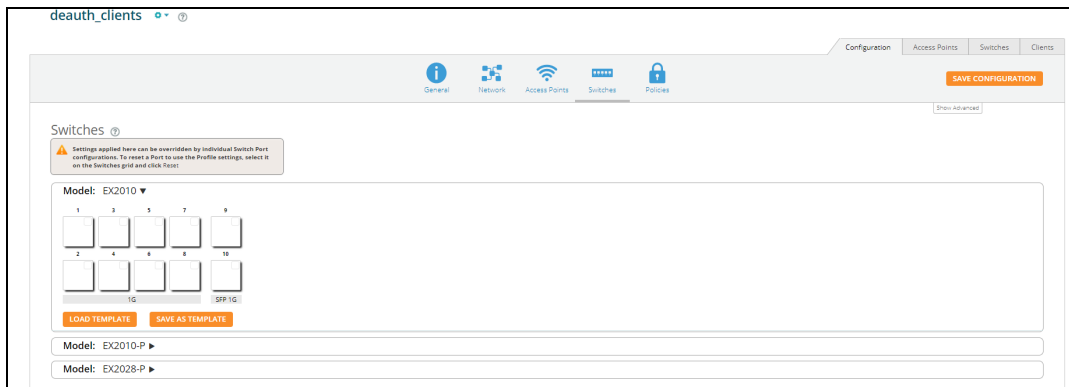 deauth_clients
Configuration Access Points Switches Clients
General Network Access Points Switches Policies
SAVE CONFIGURATION
Show Advanced
Switches
Settings applied here can be overridden by individual Switch Port
configurations. To reset a Port to use the Profile settings, select it
on the Switches grid and click Reset
Model: EX2010
1 3 5 7 9
2 4 6 8 10
1G SFP 1G
LOAD TEMPLATE SAVE AS TEMPLATE
Model: EX2010-P
Model: EX2028-P